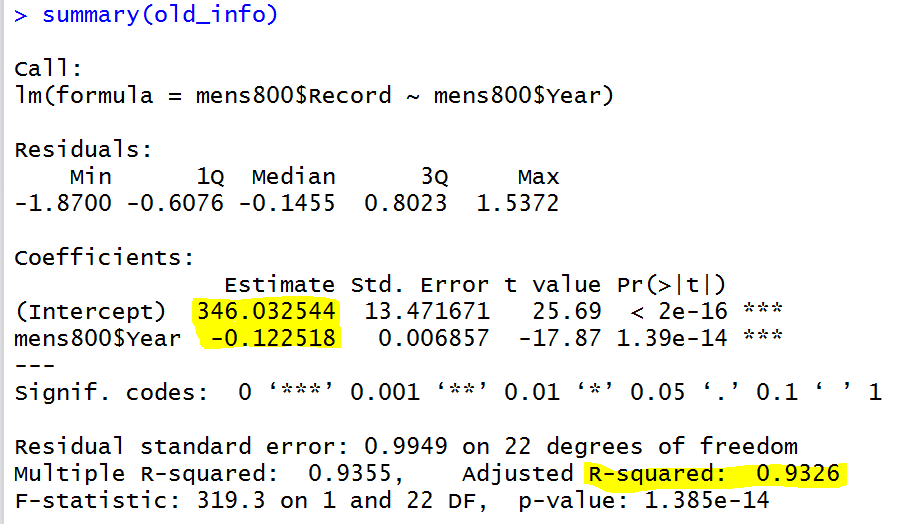 > summary(old_info)
Call:
lm(formula = mens800$Record ~ mens800$Year)
Residuals:
    Min      1Q  Median      3Q     Max
-1.8700 -0.6076 -0.1455  0.8023  1.5372
Coefficients:
              Estimate Std. Error t value Pr(>|t|)
(Intercept)  346.032544  13.471671   25.69  < 2e-16 ***
mens800$Year  -0.122518   0.006857  -17.87 1.39e-14 ***
---
Signif. codes:  0 ‘***’ 0.001 ‘**’ 0.01 ‘*’ 0.05 ‘.’ 0.1 ‘ ’ 1
Residual standard error: 0.9949 on 22 degrees of freedom
Multiple R-squared:  0.9355,    Adjusted R-squared:  0.9326
F-statistic: 319.3 on 1 and 22 DF,  p-value: 1.385e-14